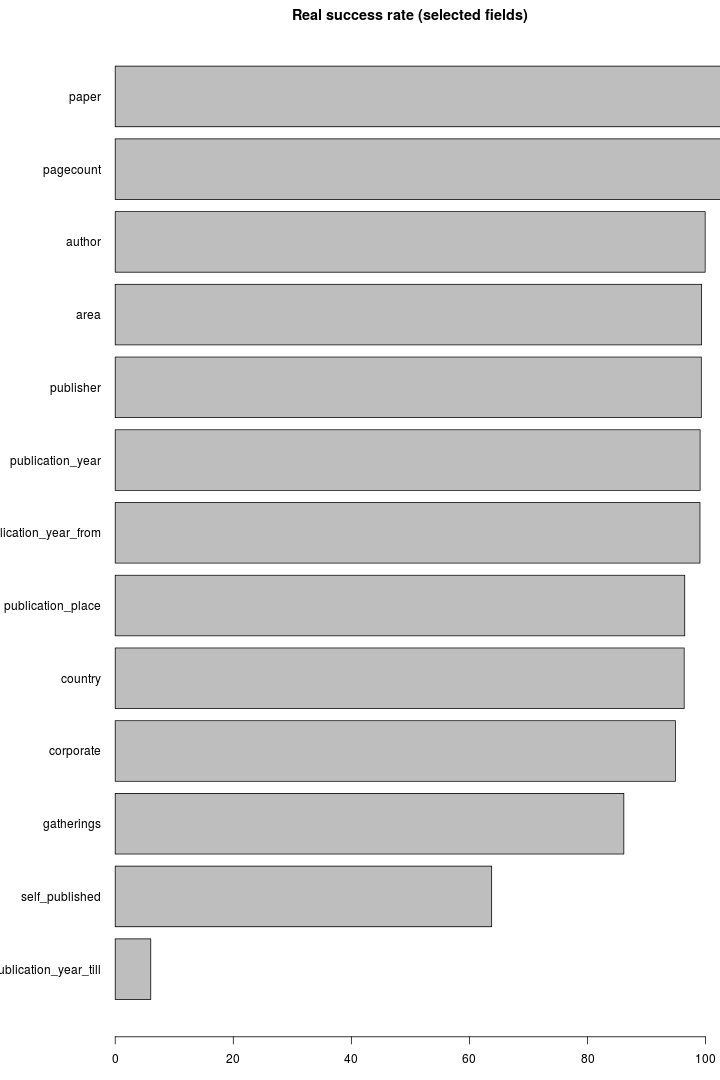 Real success rate (selected fields)
paper
pagecount
author
area
publisher
publication_year
lication_year_from
publication_place
country
corporate
gatherings
self_published
ublication_year_till
0 20 40 60 80 100